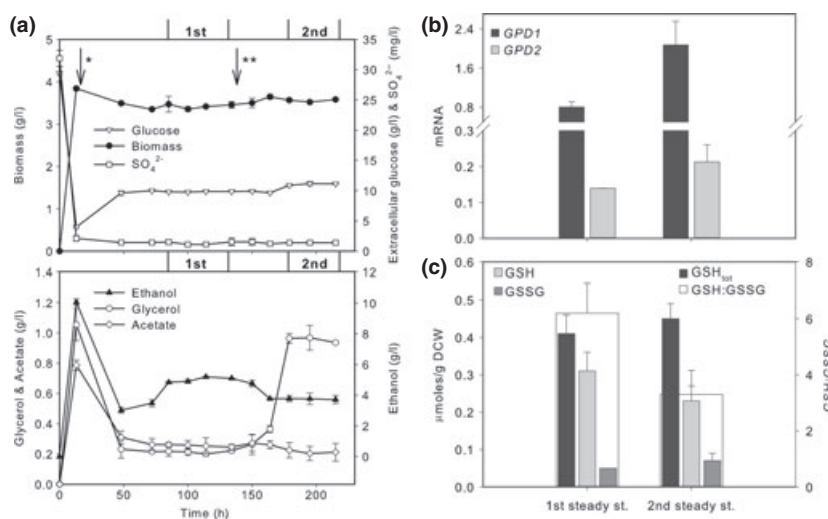 (a)
1st
2nd
5
4
3
2
1
0
Biomass (g/l)
35
30
25
20
15
10
5
0
Extracellular glucose (g/l) & SO₄²⁻ (mg/l)
*
**
Glucose
Biomass
SO₄²⁻
1st
2nd
1.4
1.2
1.0
0.8
0.6
0.4
0.2
0.0
Glycerol & Acetate (g/l)
12
10
8
6
4
2
0
Ethanol (g/l)
Ethanol
Glycerol
Acetate
0
50
100
150
200
Time (h)
(b)
GPD1
GPD2
2.4
1.6
0.8
0.3
0.2
0.1
0.0
mRNA
(c)
GSH
GSSG
GSHtot
GSH:GSSG
0.6
0.5
0.4
0.3
0.2
0.1
0.0
μmoles/g DCW
8
6
4
2
0
GSH:GSSG
1st steady st.
2nd steady st.